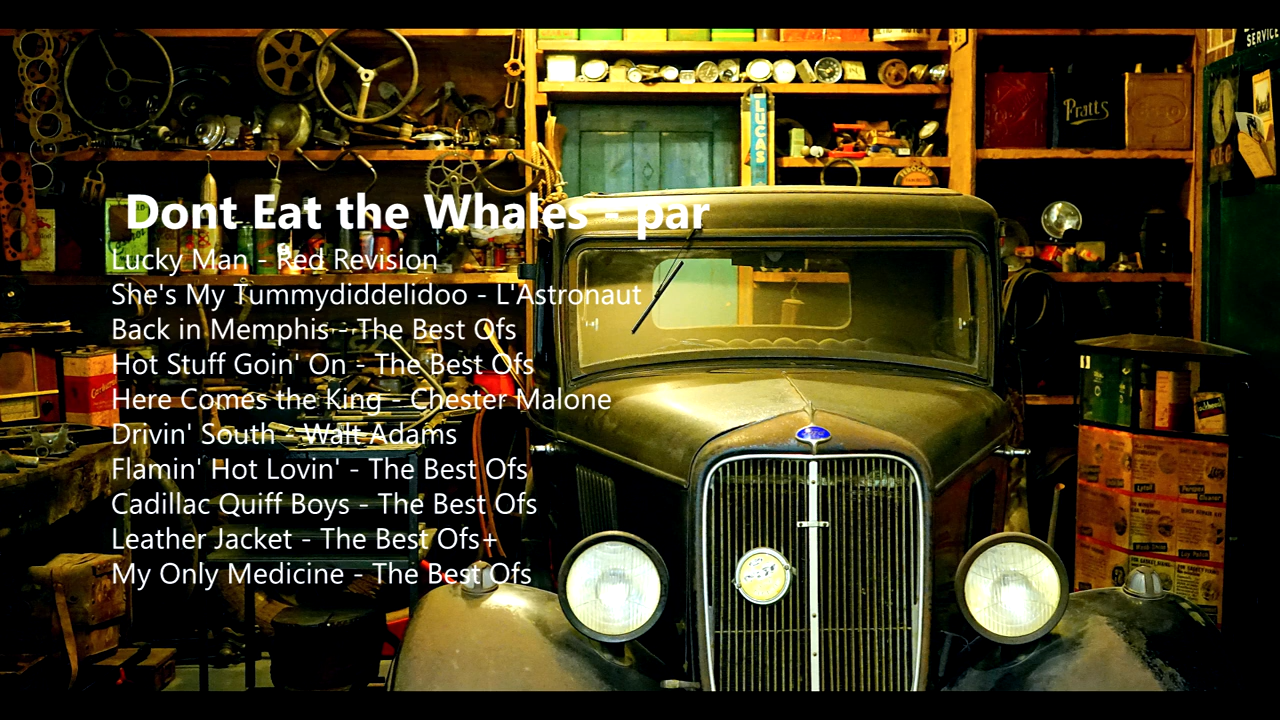 SERVICE
Pratts
LUCAS
KLG
Dont Eat the Whales - par
Lucky Man - Red Revision
She's My Tummydiddelidoo - L'Astronaut
Back in Memphis - The Best Ofs
Hot Stuff Goin' On - The Best Ofs
Here Comes the King - Chester Malone
Drivin' South - Walt Adams
Flamin' Hot Lovin' - The Best Ofs
Cadillac Quiff Boys - The Best Ofs
Leather Jacket - The Best Ofs+
My Only Medicine - The Best Ofs
Ford